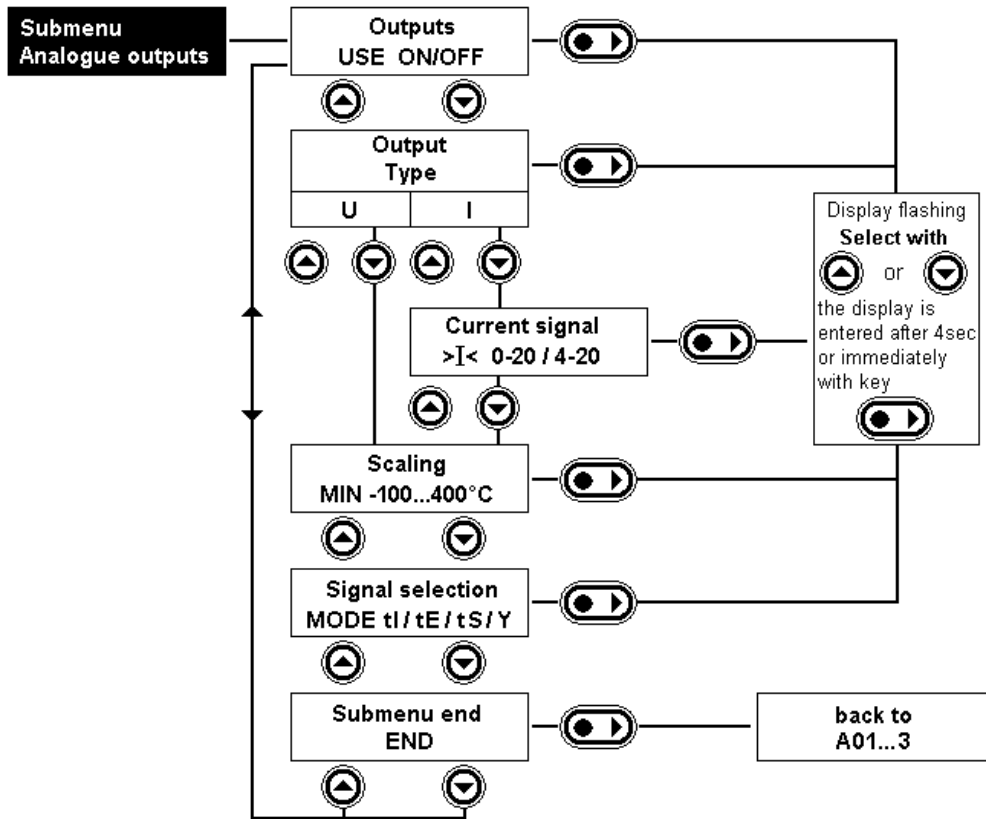 Submenu
Analogue outputs
Outputs
USE ON/OFF
Output
Type
U
I
Display flashing
Select with
or
the display is
entered after 4sec
or immediately
with key
Current signal
>I< 0-20 / 4-20
Scaling
MIN -100...400°C
Signal selection
MODE tI / tE / tS / Y
Submenu end
END
back to
A01...3